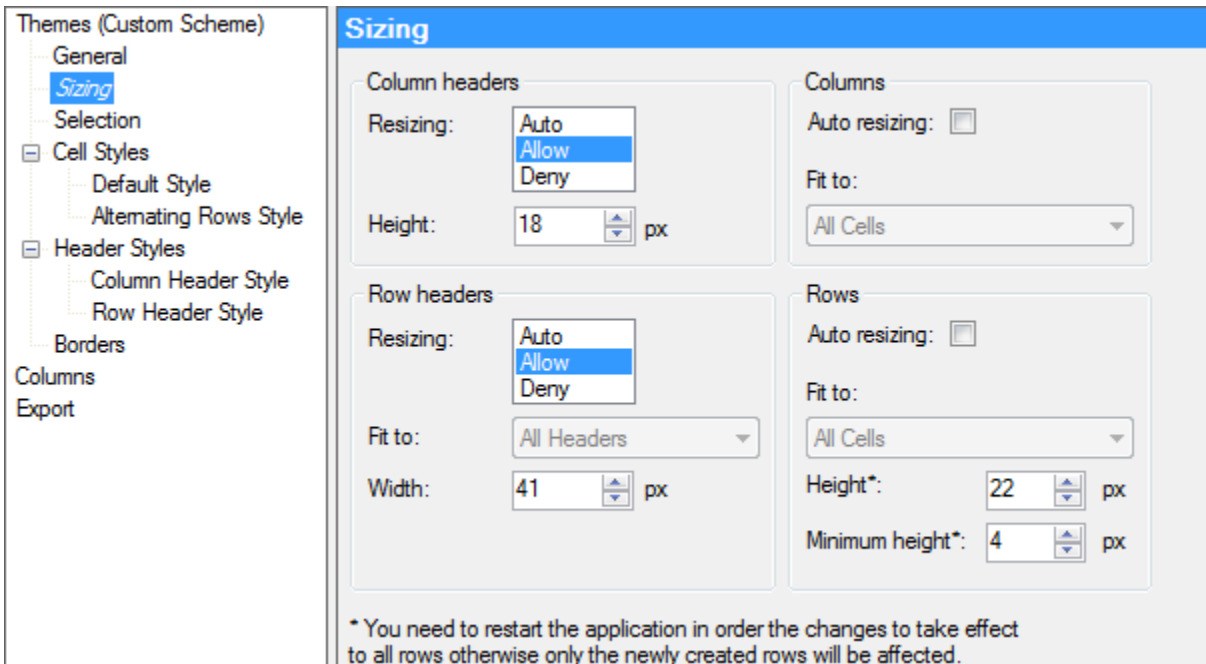 Themes (Custom Scheme)
General
Sizing
Selection
Cell Styles
Default Style
Alternating Rows Style
Header Styles
Column Header Style
Row Header Style
Borders
Columns
Export
Sizing
Column headers
Resizing:
Auto
Allow
Deny
Height: 18 px
Columns
Auto resizing:
Fit to:
All Cells
Row headers
Resizing:
Auto
Allow
Deny
Fit to: All Headers
Width: 41 px
Rows
Auto resizing:
Fit to:
All Cells
Height*: 22 px
Minimum height*: 4 px
* You need to restart the application in order the changes to take effect
to all rows otherwise only the newly created rows will be affected.